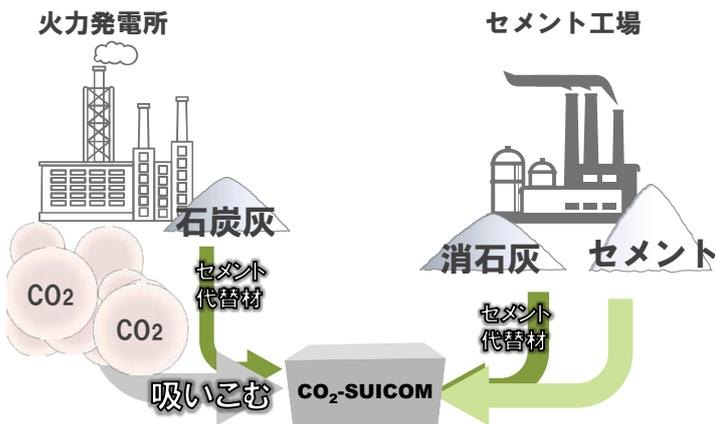 火力発電所
セメント工場
石炭灰
消石灰
セメント
セメント
代替材
CO2
CO2
セメント
代替材
吸いこむ
CO2-SUICOM